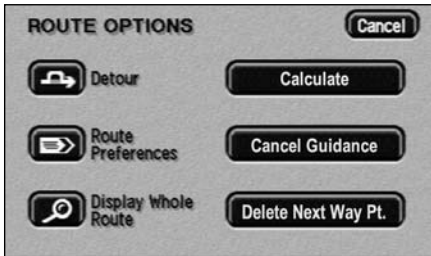 ROUTE OPTIONS
Cancel
Detour
Calculate
Route
Preferences
Cancel Guidance
Display Whole
Route
Delete Next Way Pt.